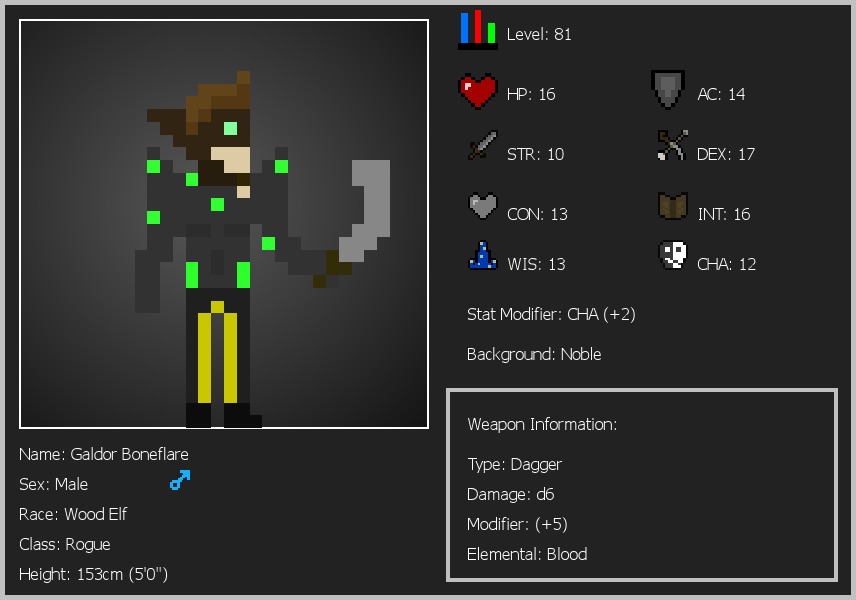 Level: 81
HP: 16
AC: 14
STR: 10
DEX: 17
CON: 13
INT: 16
WIS: 13
CHA: 12
Stat Modifier: CHA (+2)
Background: Noble
Weapon Information:
Type: Dagger
Damage: d6
Modifier: (+5)
Elemental: Blood
Name: Galdor Boneflare
Sex: Male
Race: Wood Elf
Class: Rogue
Height: 153cm (5'0")